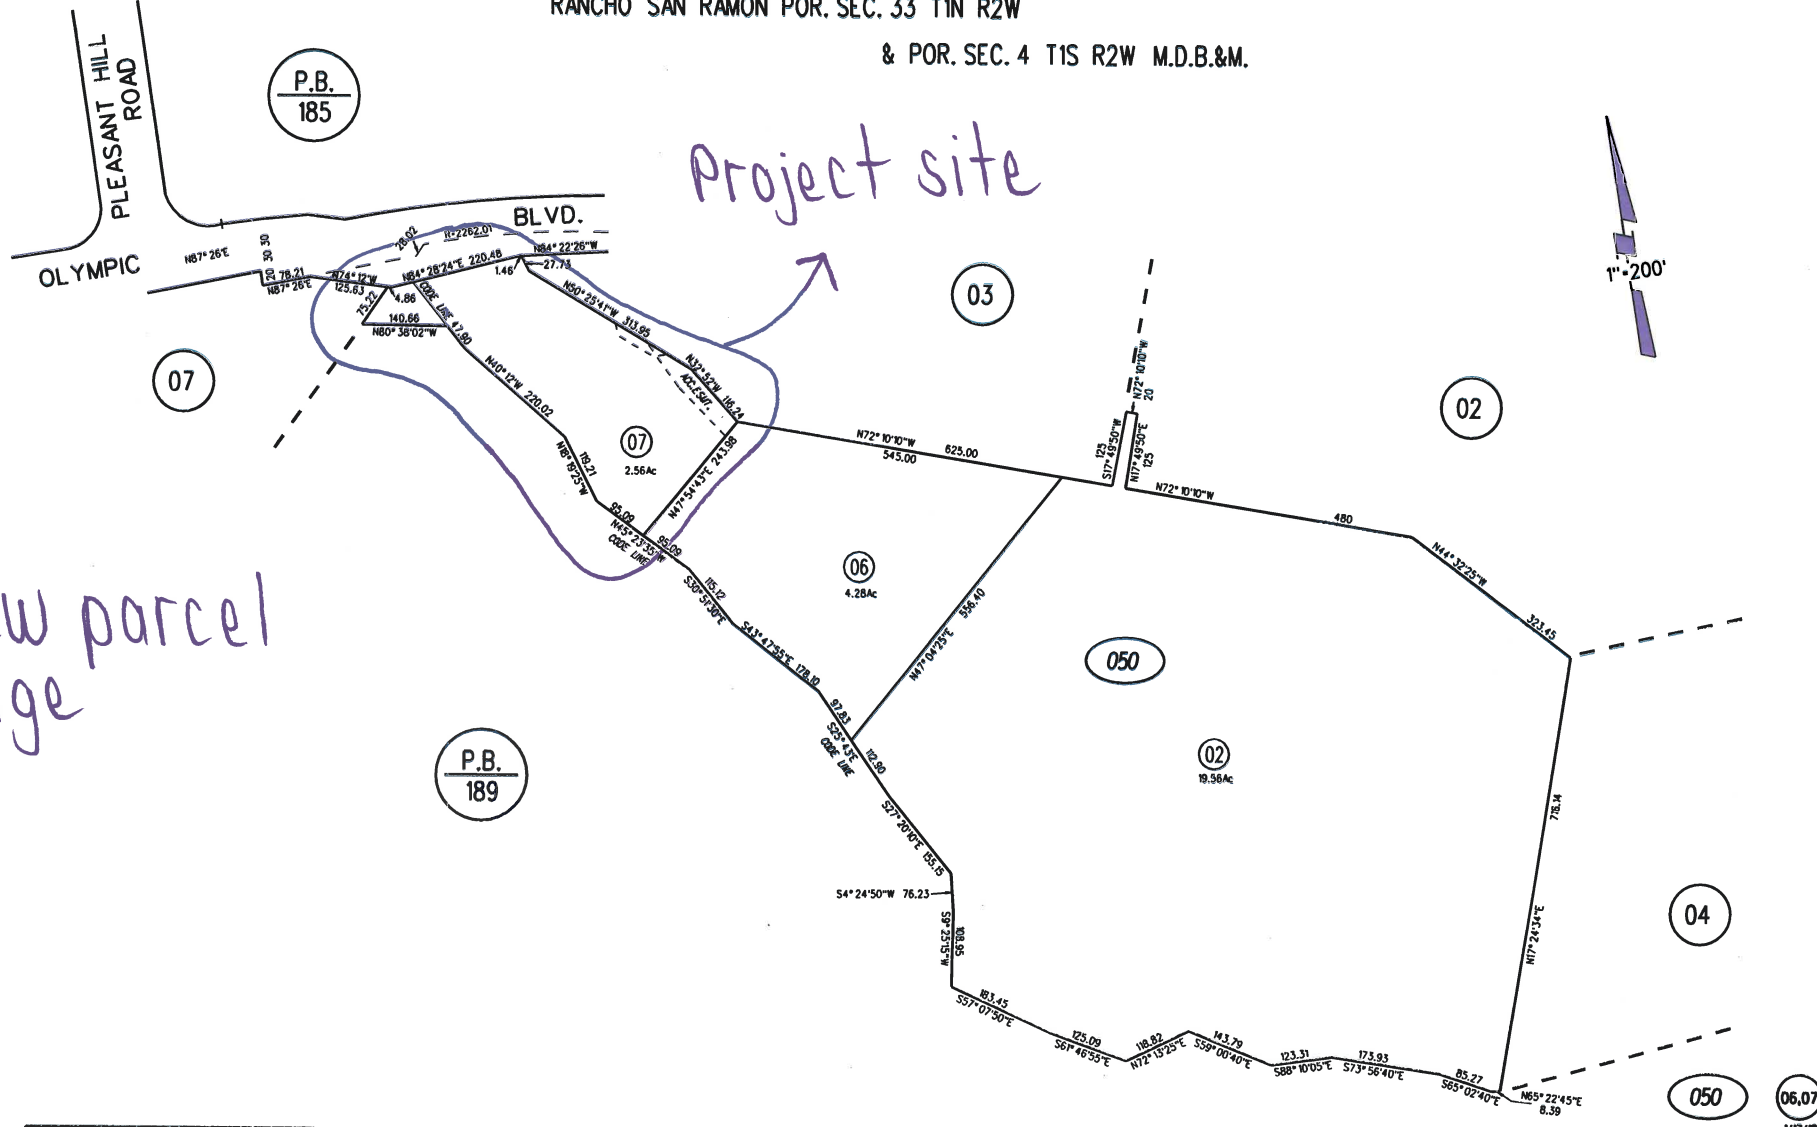 RANCHO SAN RAMON POR. SEC. 33 T1N R2W
& POR. SEC. 4 T1S R2W M.D.B.&M.
PLEASANT HILL
ROAD
P.B.
185
Project site
1"=200'
BLVD.
OLYMPIC
N87°26'E
20 30 30
78.21
N87°26'E
N74°12'W
125.63
28.02
R=2262.01
N84°28'24"E 220.48
N84°22'26"W
1.46
27.73
75.22
4.86
140.66
N80°38'02"W
CODE LINE 47.90
N50°25'41"W 313.95
N32°52'W 116.24
N40°12'W 220.02
07
03
02
07
2.56Ac
119.21
N18°19'25"W
N47°54'43"E 243.98
95.09
N45°23'35"W
CODE LINE
95.09
N72°10'10"W 625.00
545.00
125
S17°49'50"W
N17°49'50"E
125
N72°10'10"W
20
N72°10'10"W
480
N44°32'25"W
323.45
06
4.28Ac
115.12
S30°51'30"E
S43°47'55"E 178.10
N47°04'25"E 556.40
050
97.83
S25°43'E
CODE LINE
112.90
parcel
P.B.
189
02
19.56Ac
S27°20'10"E 155.15
S4°24'50"W 76.23
S9°25'15"W
108.95
716.14
N17°24'34"E
04
183.45
S57°07'50"E
125.09
S61°46'55"E
118.82
N72°13'25"E
143.79
S59°00'40"E
123.31
S88°10'05"E
173.93
S73°56'40"E
85.27
S65°02'40"E
N65°22'45"E
8.39
050
06,07